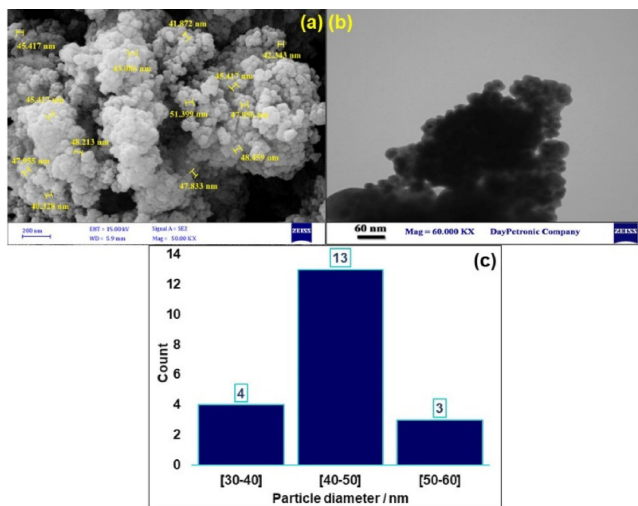 (a)
41.872 nm
45.417 nm
42.343 nm
45.417 nm
51.399 nm
48.213 nm
48.459 nm
47.833 nm
200 nm
EHT = 15.00 kV
WD = 5.9 mm
Signal A = SE2
Mag = 50.00 KX
ZEISS
(b)
60 nm
Mag = 60.000 KX
DayPetronic Company
ZEISS
(c)
14
12
10
8
6
4
2
0
Count
4
13
3
[30-40]
[40-50]
[50-60]
Particle diameter / nm